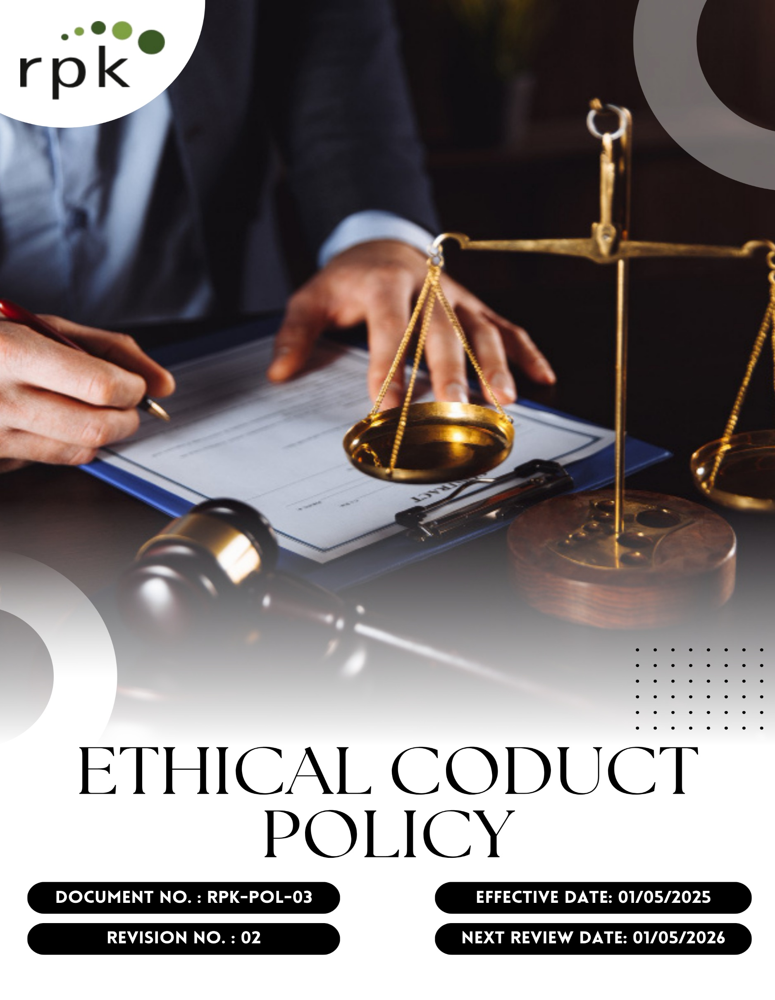 rpk
ETHICAL CODUCT
POLICY
DOCUMENT NO. : RPK-POL-03
EFFECTIVE DATE: 01/05/2025
REVISION NO. : 02
NEXT REVIEW DATE: 01/05/2026